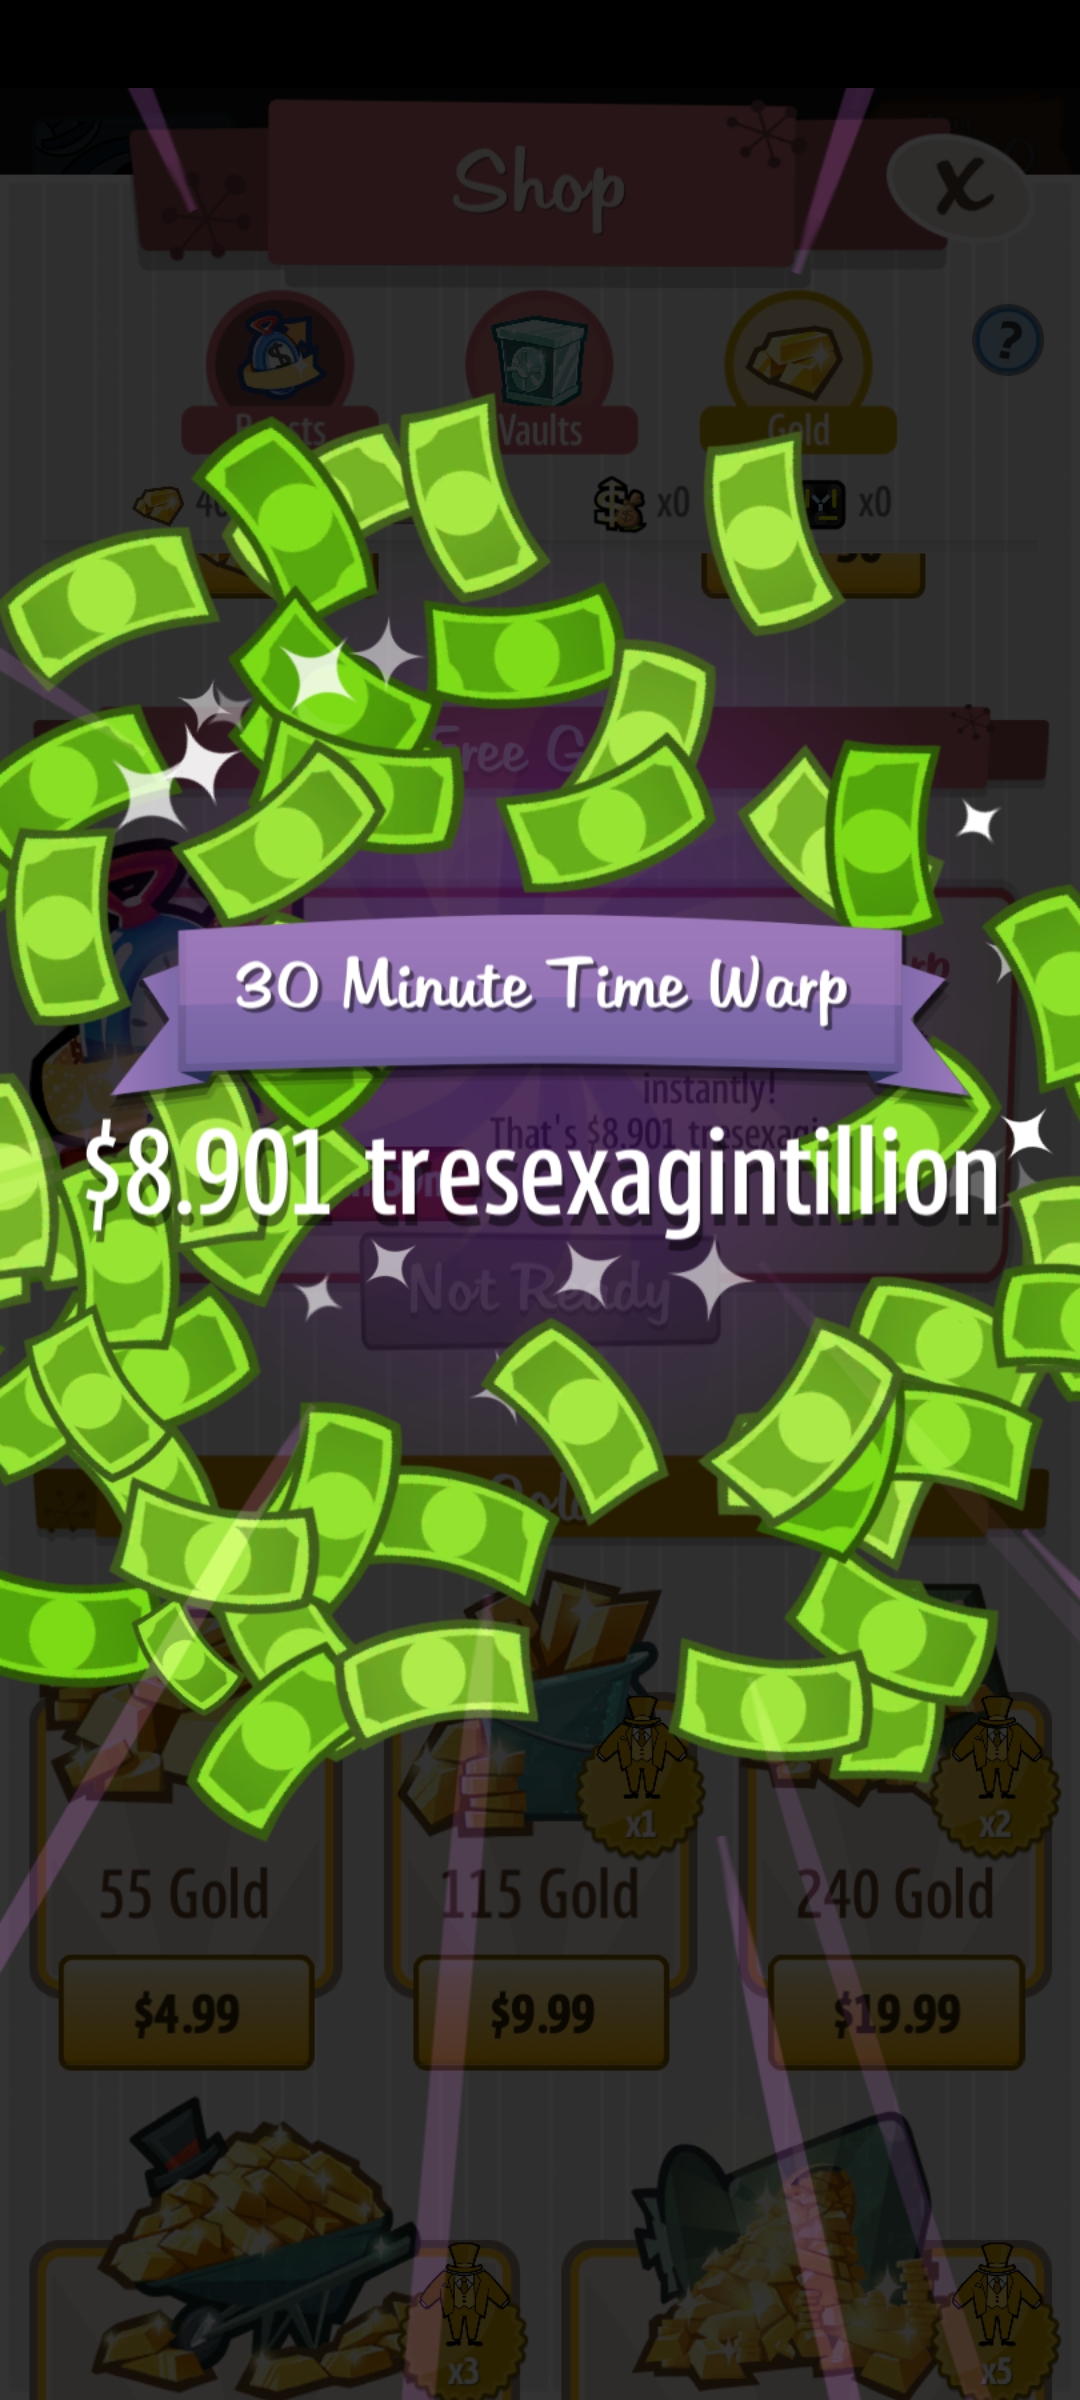 Shop
X
?
Vaults
Gold
x0
x0
30 Minute Time Warp
instantly!
That's $8.901
$8.901 tresexagintillion
Not Ready
55 Gold
x1
115 Gold
x2
240 Gold
$4.99
$9.99
$19.99
x3
x5